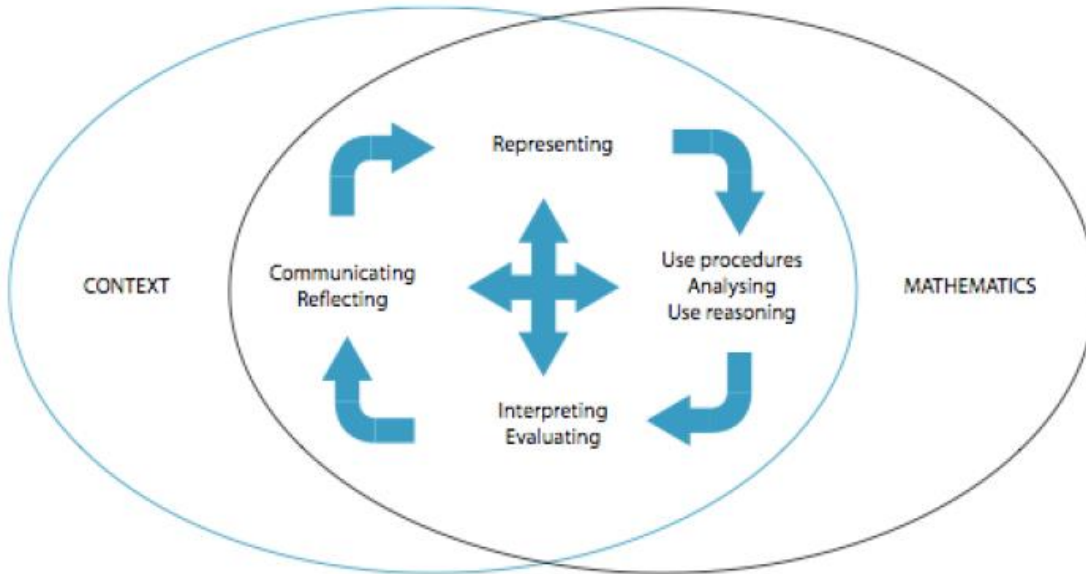 Representing
CONTEXT
Communicating
Reflecting
Use procedures
Analysing
Use reasoning
MATHEMATICS
Interpreting
Evaluating